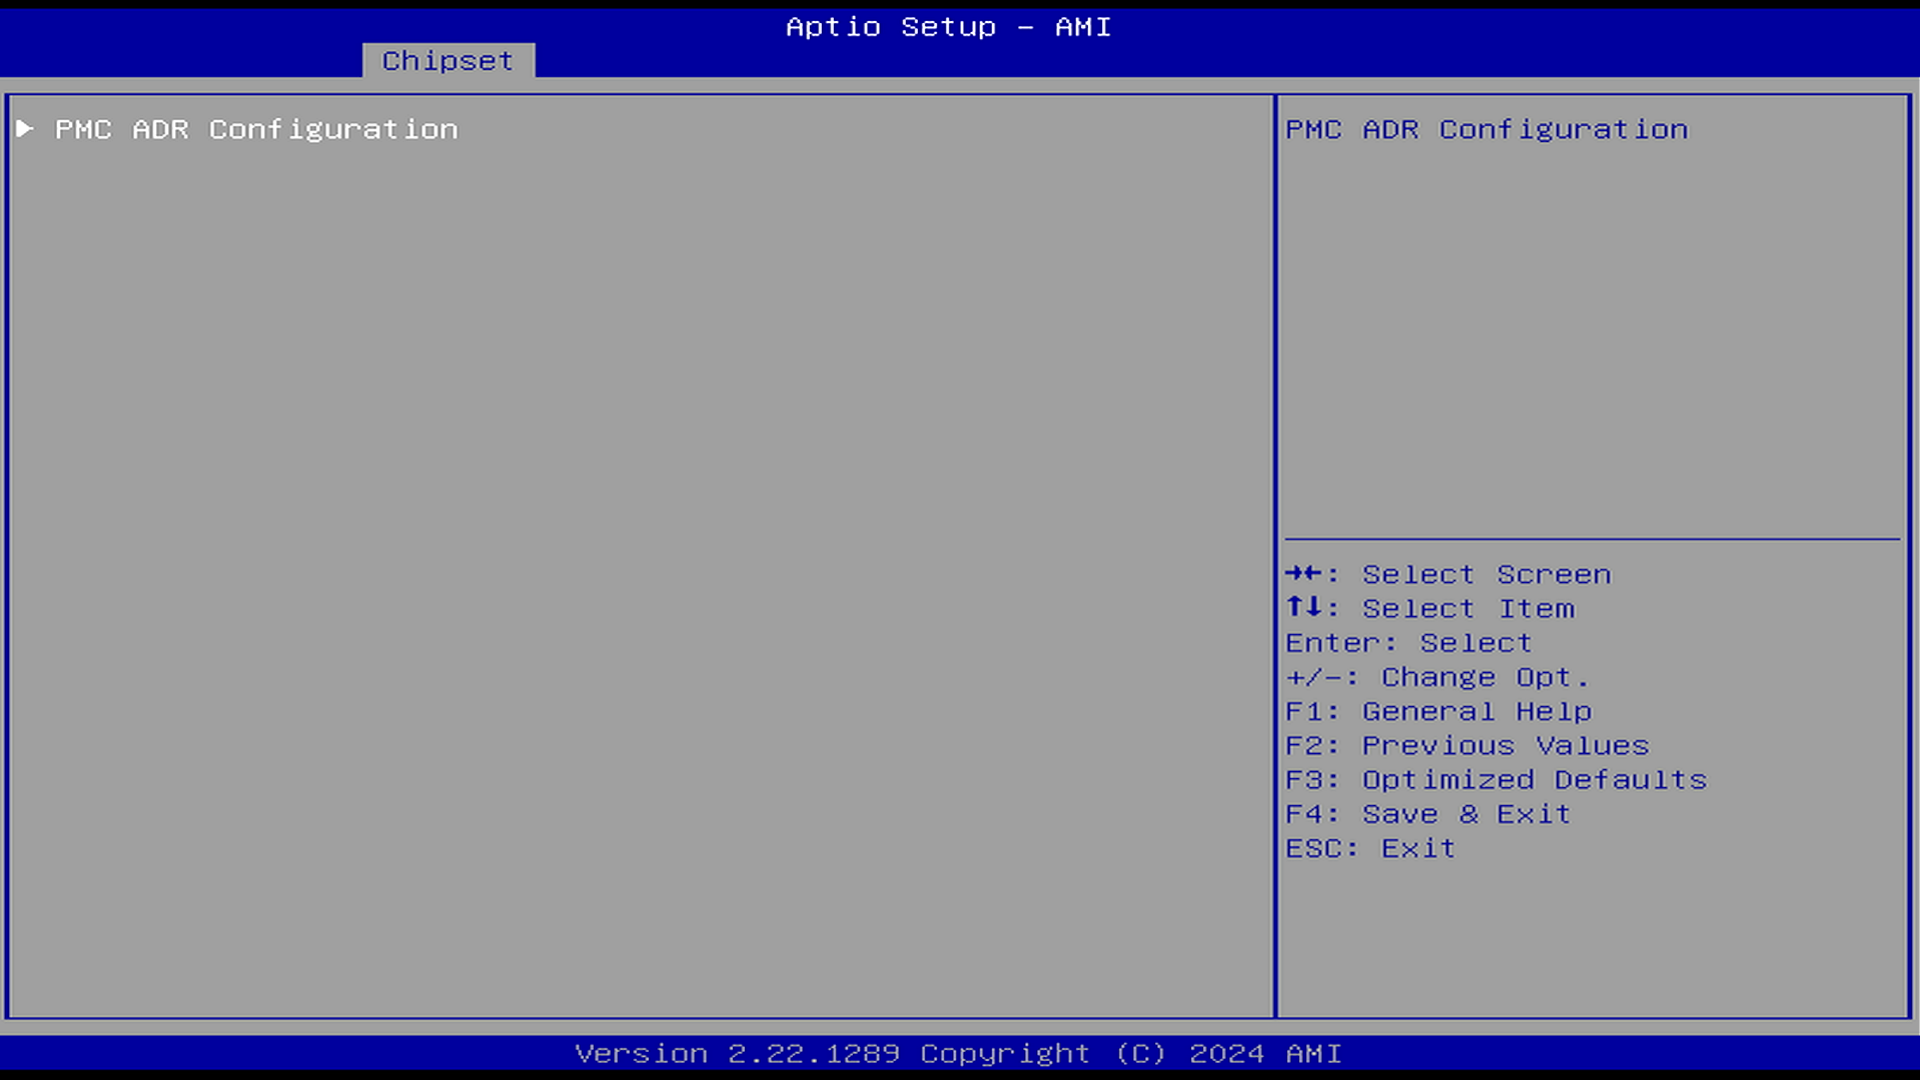 Aptio Setup – AMI
Chipset
▶ PMC ADR Configuration
PMC ADR Configuration
→←: Select Screen
↑↓: Select Item
Enter: Select
+/-: Change Opt.
F1: General Help
F2: Previous Values
F3: Optimized Defaults
F4: Save & Exit
ESC: Exit
Version 2.22.1289 Copyright (C) 2024 AMI